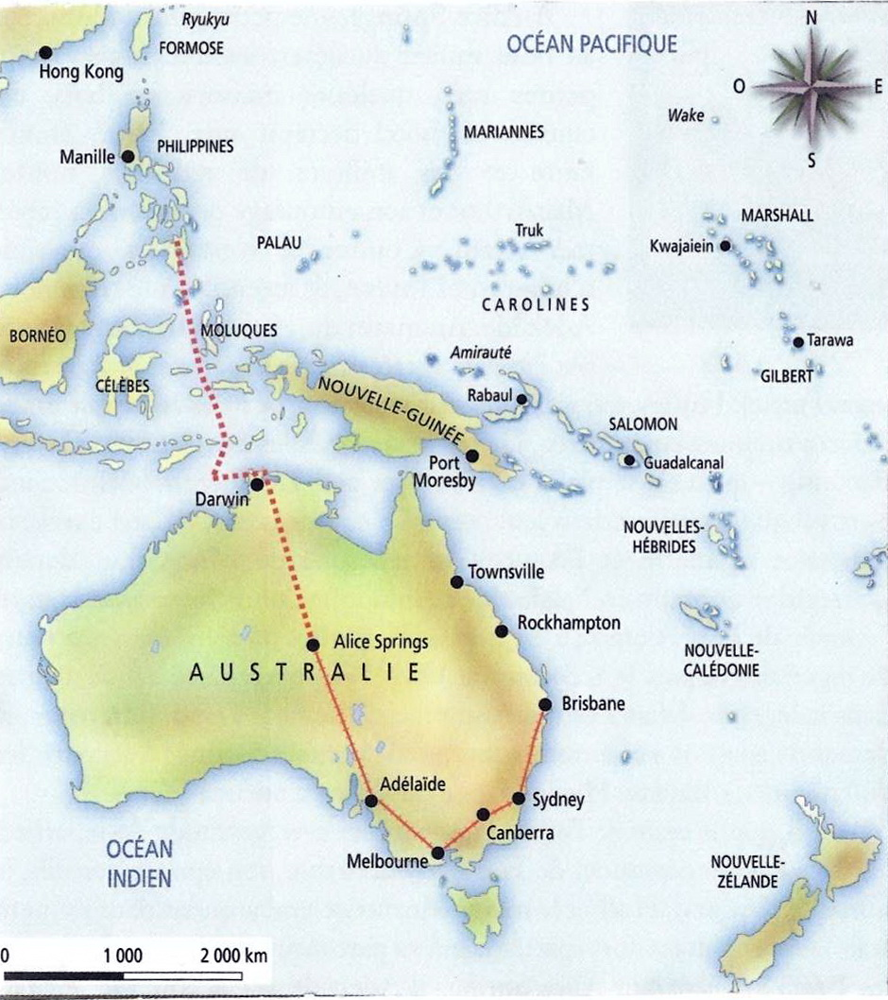 Ryukyu
FORMOSE
OCÉAN PACIFIQUE
N
O
E
S
Hong Kong
Wake
MARIANNES
Manille
PHILIPPINES
MARSHALL
Truk
PALAU
Kwajaiein
CAROLINES
MOLUQUES
BORNÉO
Tarawa
Amirauté
GILBERT
CÉLÈBES
NOUVELLE-GUINÉE
Rabaul
SALOMON
Port
Moresby
Guadalcanal
Darwin
NOUVELLES-
HÉBRIDES
Townsville
Rockhampton
Alice Springs
NOUVELLE-
CALÉDONIE
AUSTRALIE
Brisbane
Adélaïde
Sydney
Canberra
OCÉAN
INDIEN
Melbourne
NOUVELLE-
ZÉLANDE
0 1 000 2 000 km